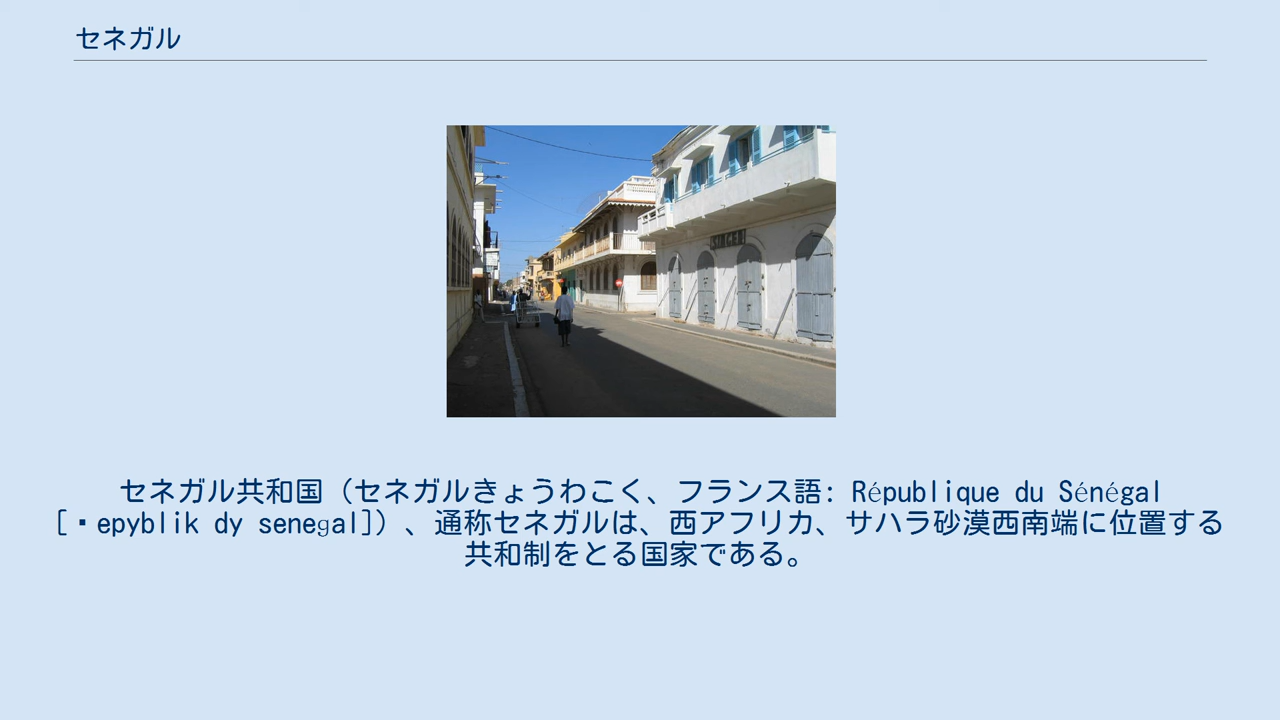 セネガル
セネガル共和国（セネガルきょうわこく、フランス語: République du Sénégal
[▪epyblik dy senegal]）、通称セネガルは、西アフリカ、サハラ砂漠西南端に位置する
共和制をとる国家である。